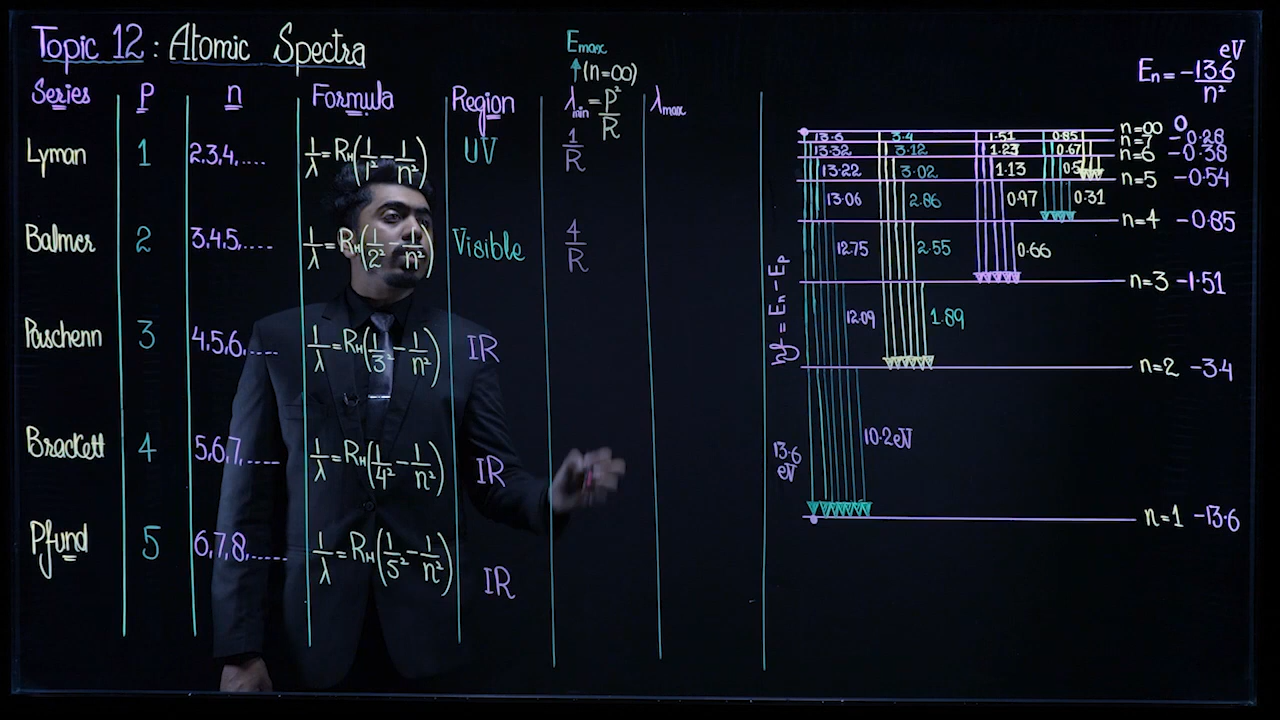 Topic 12 : Atomic Spectra
Series P n Formula Region λmin = P²/R λmax
Emax
↑(n=∞)
Lyman 1 2,3,4,.... 1/λ = RH(1/1² − 1/n²) UV 1/R
Balmer 2 3,4,5,.... 1/λ = RH(1/2² − 1/n²) Visible 4/R
Paschenn 3 4,5,6,.... 1/λ = RH(1/3² − 1/n²) IR
Brackett 4 5,6,7,.... 1/λ = RH(1/4² − 1/n²) IR
Pfund 5 6,7,8,.... 1/λ = RH(1/5² − 1/n²) IR
eV
En = −13.6/n²
13.6 3.4 1.51 0.85 n=∞ 0
n=7 −0.28
13.32 3.12 1.23 0.67 n=6 −0.38
13.22 3.02 1.13 n=5 −0.54
13.06 2.86 0.97 0.31 n=4 −0.85
12.75 2.55 0.66 n=3 −1.51
12.09 1.89 n=2 −3.4
hf = En − Ep
10.2eV
13.6
eV
n=1 −13.6